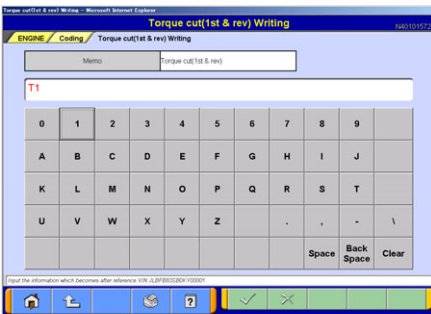 Torque cut(1st & rev) Writing - Microsoft Internet Explorer
Torque cut(1st & rev) Writing
N40101572
ENGINE Coding Torque cut(1st & rev) Writing
Memo Torque cut(1st & rev)
T1
0 1 2 3 4 5 6 7 8 9
A B C D E F G H I J
K L M N O P Q R S T
U V W X Y Z . , - \
Space Back Space Clear
Input the information which becomes after reference VIN:
?